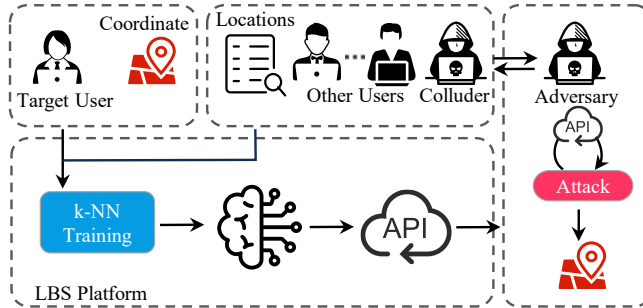 Coordinate
Target User
Locations
Other Users
Colluder
Adversary
API
Attack
k-NN
Training
API
LBS Platform